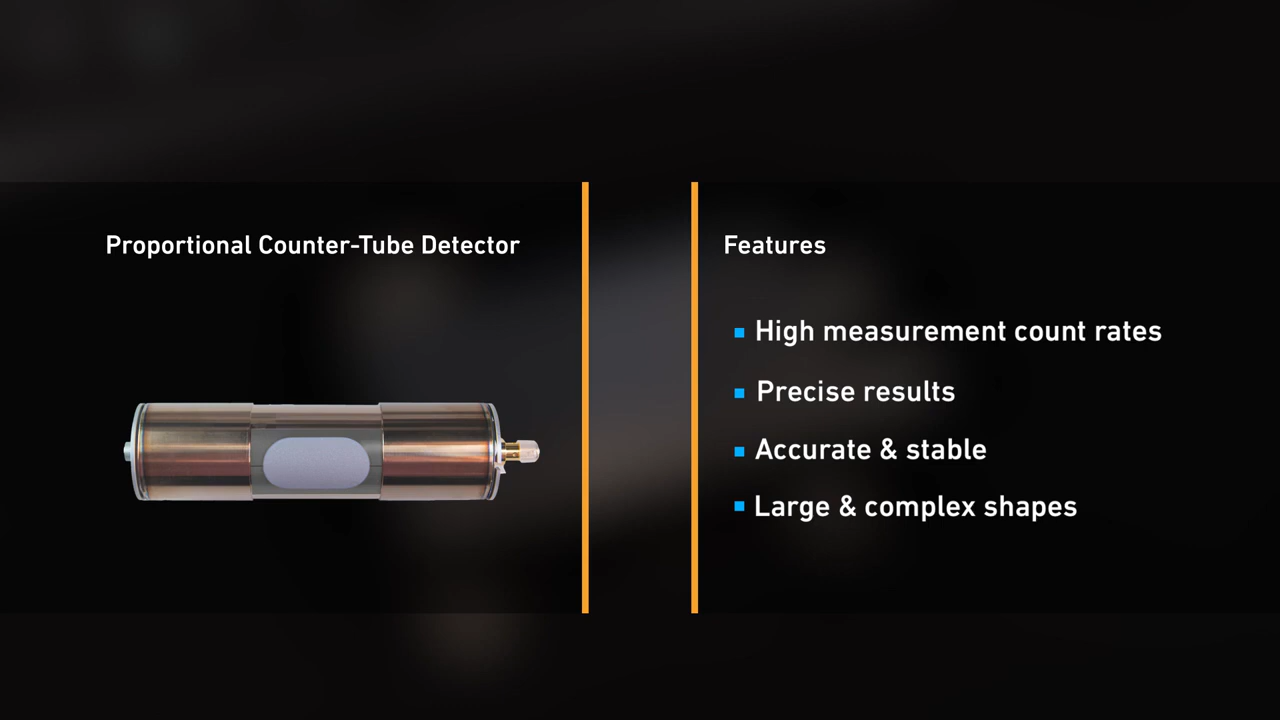 Proportional Counter-Tube Detector
Features
High measurement count rates
Precise results
Accurate & stable
Large & complex shapes